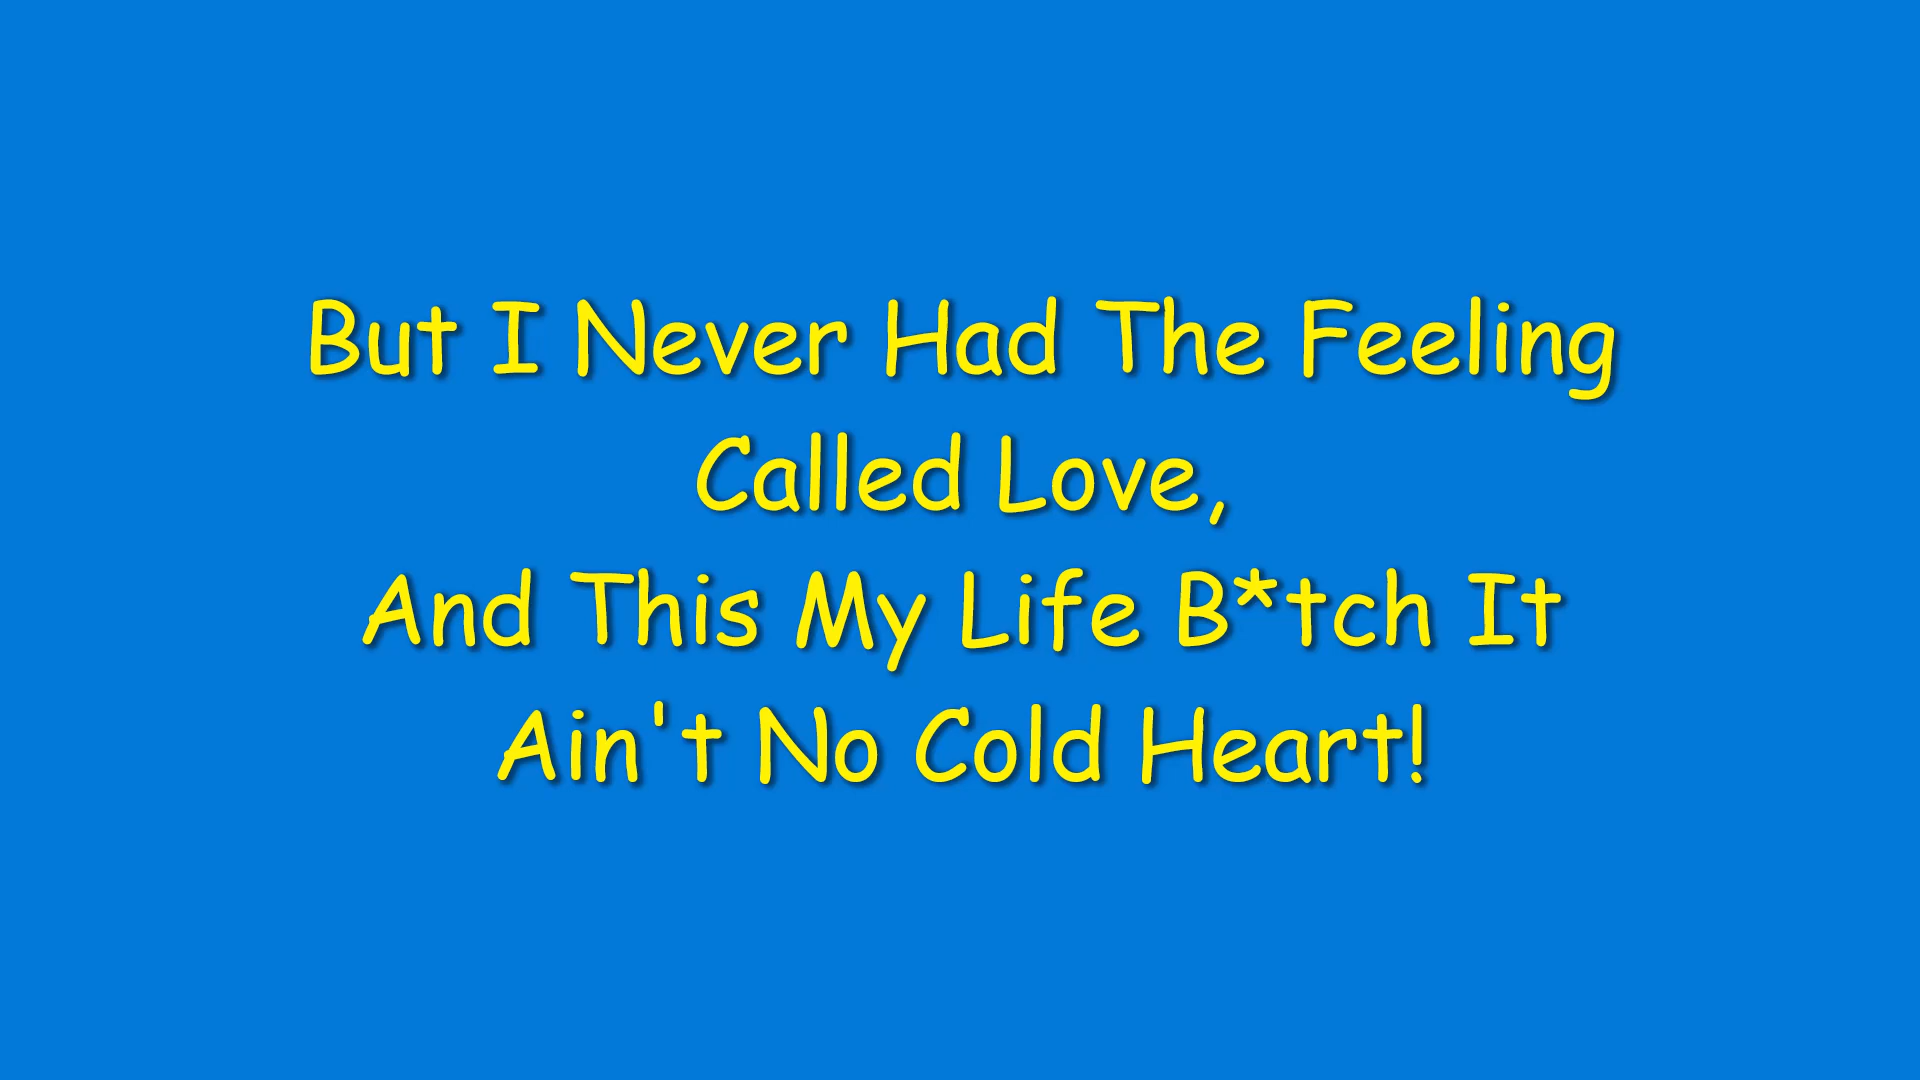 But I Never Had The Feeling
Called Love,
And This My Life B*tch It
Ain't No Cold Heart!